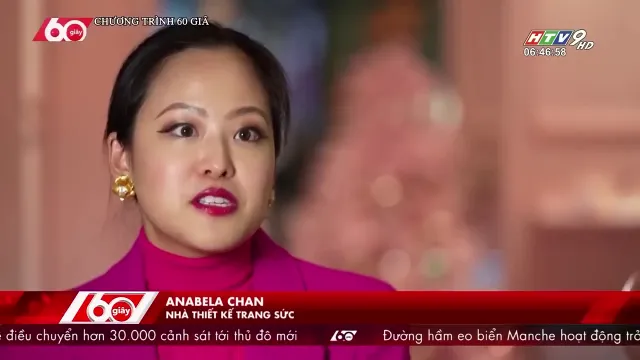 60 giây
CHƯƠNG TRÌNH 60 GIÂ
HTV9 HD
06:46:58
60 giây
ANABELA CHAN
NHÀ THIẾT KẾ TRANG SỨC
điều chuyển hơn 30.000 cảnh sát tới thủ đô mới 60 giây Đường hầm eo biển Manche hoạt động trả